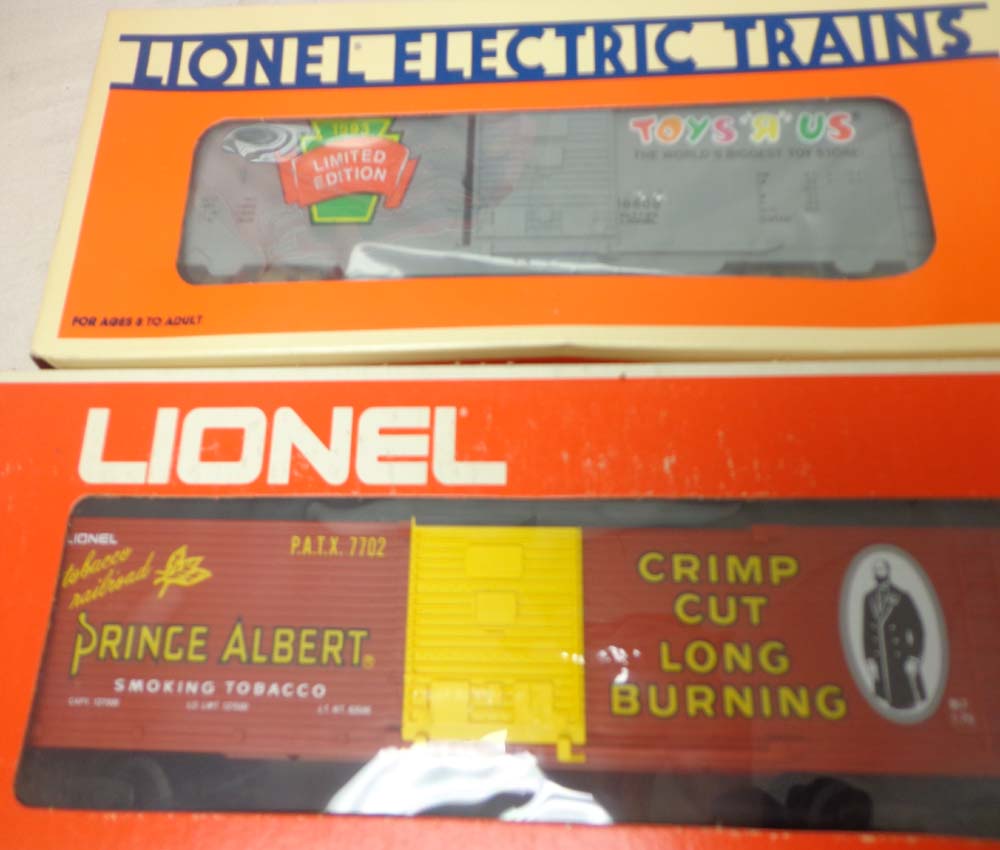 LIONEL ELECTRIC TRAINS
LIMITED
EDITION
TOYS "R" US
THE WORLD'S BIGGEST TOY STORE
FOR AGES 8 TO ADULT
LIONEL
LIONEL
tobacco
railroad
P.A.T.X. 7702
PRINCE ALBERT®
SMOKING TOBACCO
CRIMP
CUT
LONG
BURNING